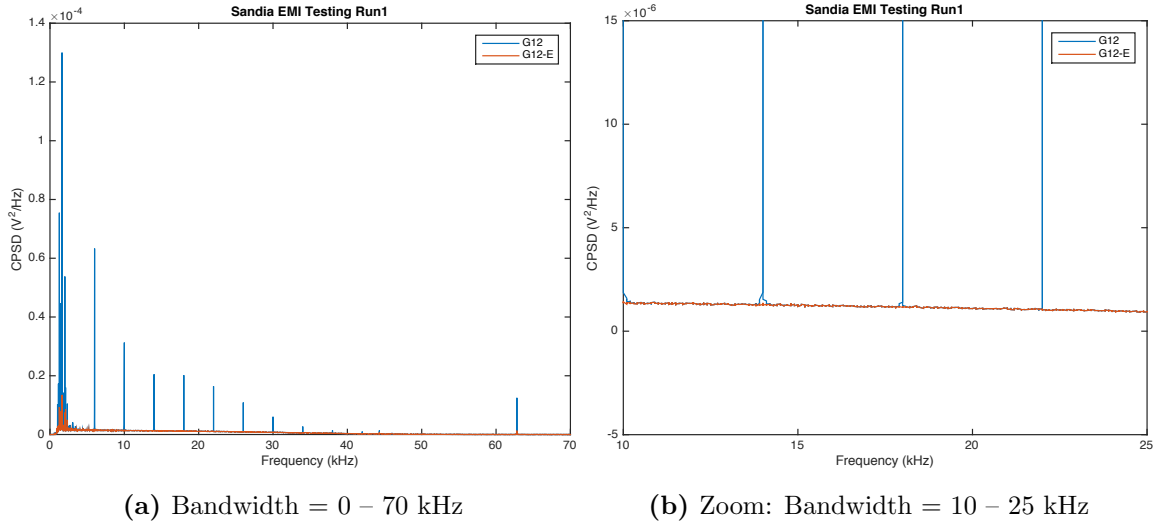 Sandia EMI Testing Run1
×10^-4
1.4
1.2
1
0.8
0.6
0.4
0.2
0
CPSD (V^2/Hz)
G12
G12-E
0 10 20 30 40 50 60 70
Frequency (kHz)
(a) Bandwidth = 0 – 70 kHz
Sandia EMI Testing Run1
×10^-6
15
10
5
0
-5
CPSD (V^2/Hz)
G12
G12-E
10 15 20 25
Frequency (kHz)
(b) Zoom: Bandwidth = 10 – 25 kHz